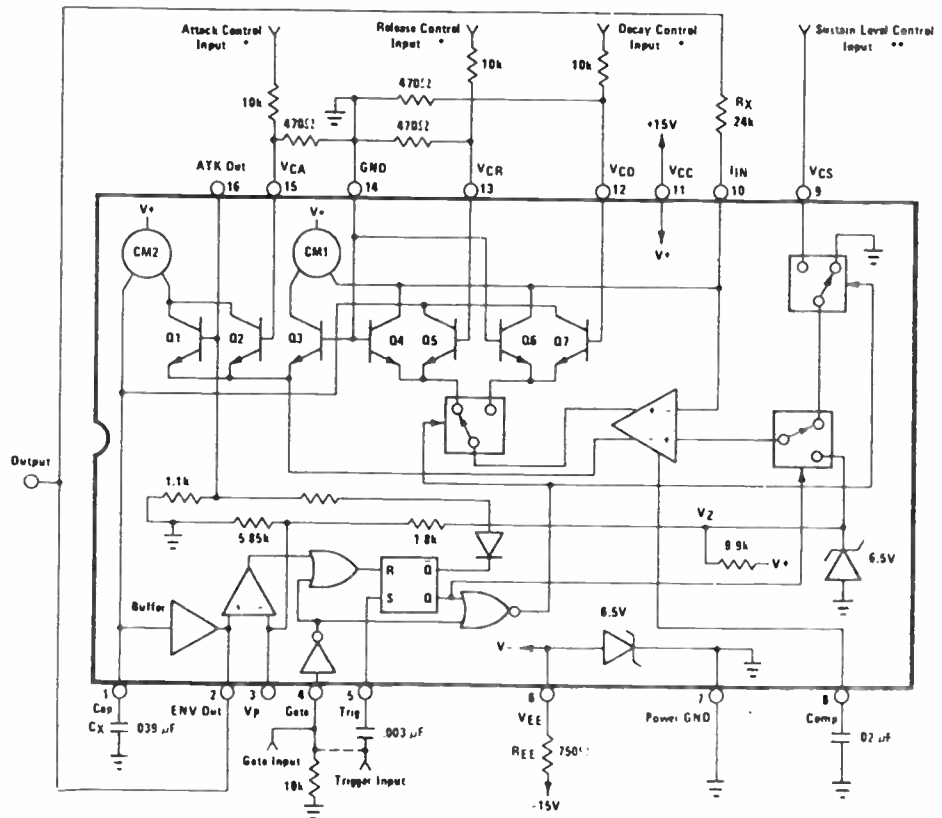 Attack Control
Input *
Release Control
Input *
Decay Control
Input *
Sustain Level Control
Input **
10k
10k
10k
470Ω
470Ω
470Ω
RX
24k
+15V
ATK Out
VCA
GND
VCR
VCD
VCC
IIN
VCS
16
15
14
13
12
11
10
9
V+
V+
V+
CM2
CM1
Q1
Q2
Q3
Q4
Q5
Q6
Q7
+
-
-
+
Output
1.1k
5.85k
1.8k
VZ
9.9k
V+
6.5V
R
Q̅
S
Q
Buffer
+
-
6.5V
V-
1
2
3
4
5
6
7
8
Cap
ENV Out
VP
Gate
Trig
VEE
Power GND
Comp
CX
.039 µF
.003 µF
REE
750Ω
.02 µF
Gate Input
Trigger Input
10k
-15V